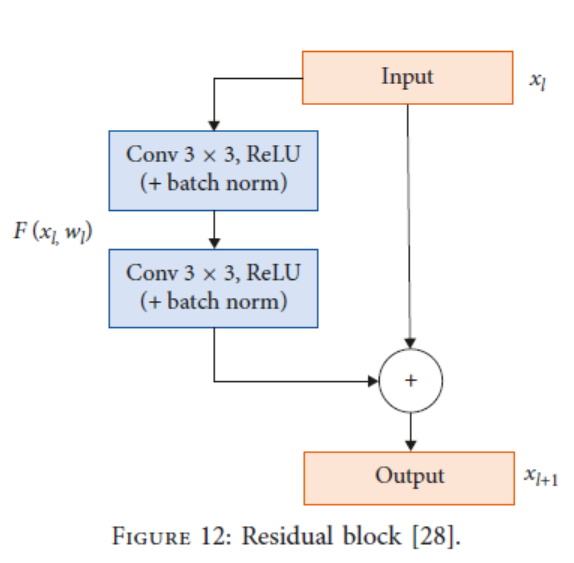 Input
x_l
Conv 3 × 3, ReLU
(+ batch norm)
F (x_l, w_l)
Conv 3 × 3, ReLU
(+ batch norm)
+
Output
x_{l+1}
FIGURE 12: Residual block [28].